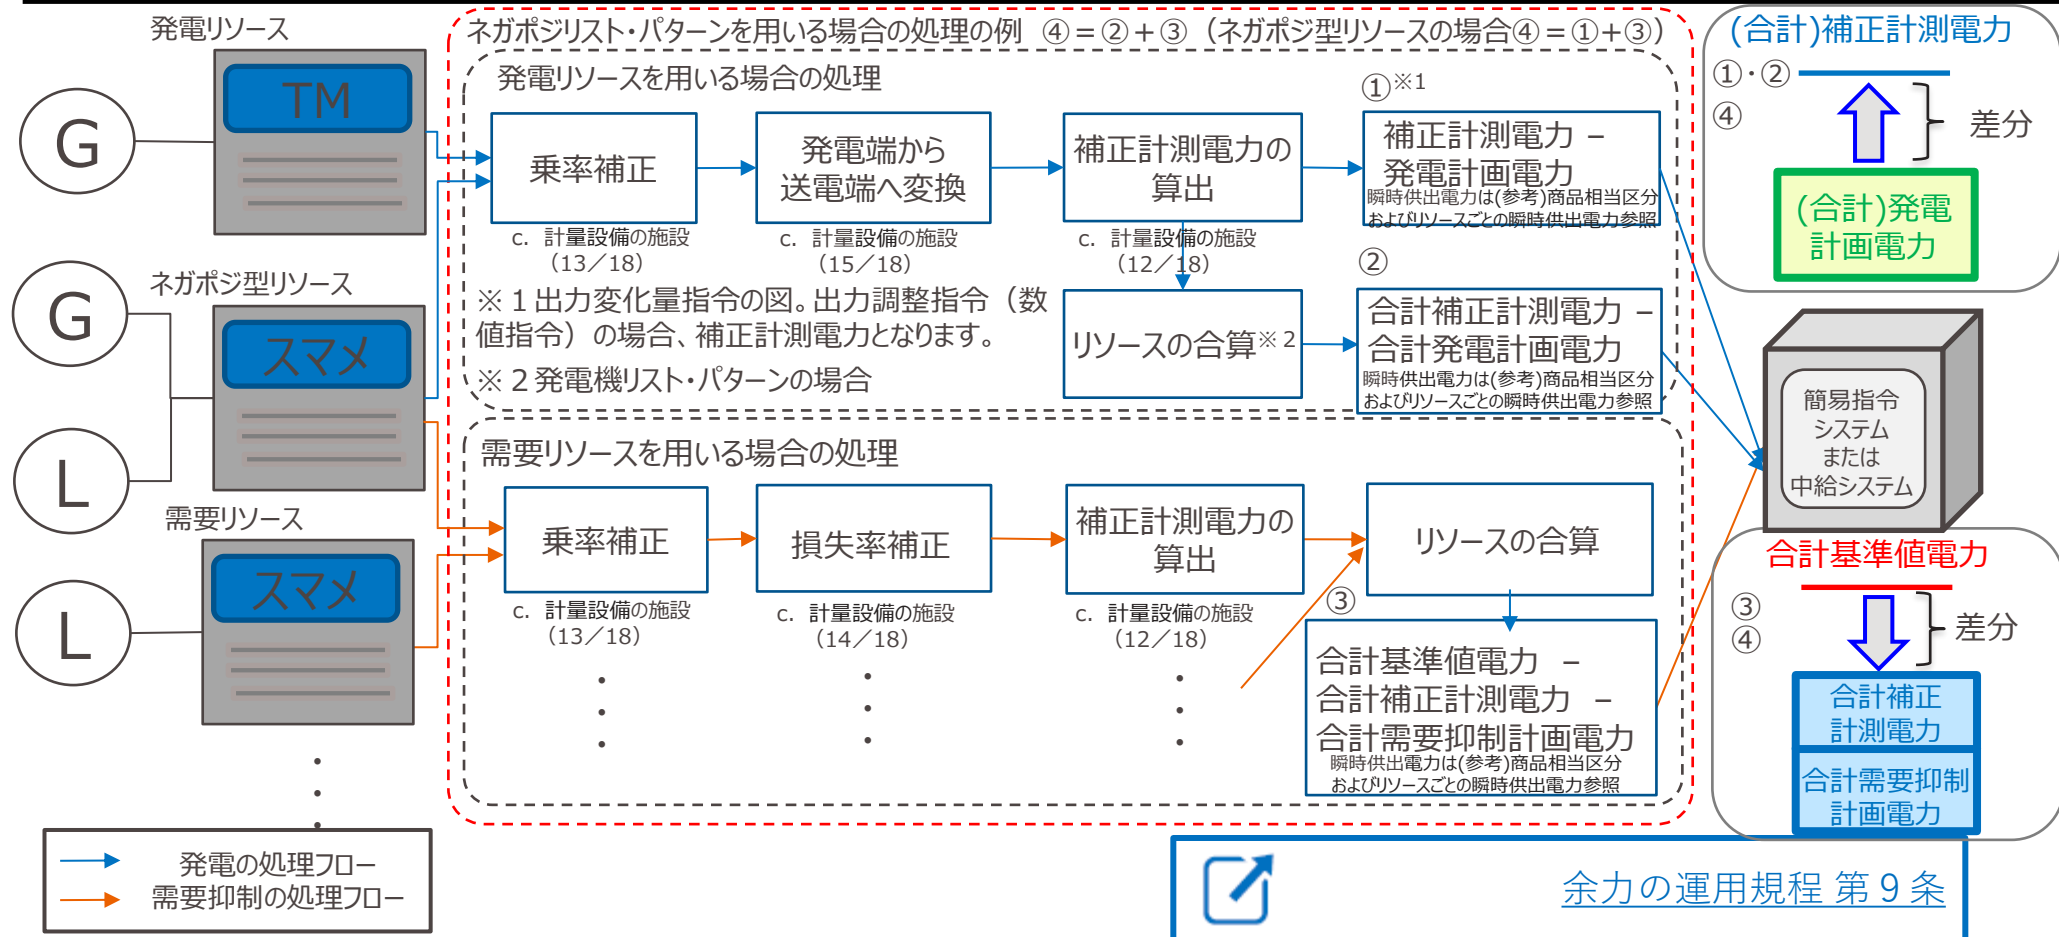 発電リソース
TM
G
ネガポジ型リソース
スマメ
G
L
需要リソース
スマメ
L
・
・
・
発電の処理フロー
需要抑制の処理フロー
ネガポジリスト・パターンを用いる場合の処理の例 ④＝②＋③（ネガポジ型リソースの場合④＝①＋③）
発電リソースを用いる場合の処理
乗率補正
c. 計量設備の施設
（13／18）
発電端から
送電端へ変換
c. 計量設備の施設
（15／18）
補正計測電力の
算出
c. 計量設備の施設
（12／18）
①※1
補正計測電力 –
発電計画電力
瞬時供出電力は(参考)商品相当区分
およびリソースごとの瞬時供出電力参照
※１出力変化量指令の図。出力調整指令（数
値指令）の場合、補正計測電力となります。
※２発電機リスト・パターンの場合
リソースの合算※２
②
合計補正計測電力 –
合計発電計画電力
瞬時供出電力は(参考)商品相当区分
およびリソースごとの瞬時供出電力参照
需要リソースを用いる場合の処理
乗率補正
c. 計量設備の施設
（13／18）
・
・
・
損失率補正
c. 計量設備の施設
（14／18）
・
・
・
補正計測電力の
算出
c. 計量設備の施設
（12／18）
・
・
・
リソースの合算
③
合計基準値電力 –
合計補正計測電力 –
合計需要抑制計画電力
瞬時供出電力は(参考)商品相当区分
およびリソースごとの瞬時供出電力参照
(合計)補正計測電力
①・②
④
差分
(合計)発電
計画電力
簡易指令
システム
または
中給システム
合計基準値電力
③
④
差分
合計補正
計測電力
合計需要抑制
計画電力
余力の運用規程 第９条